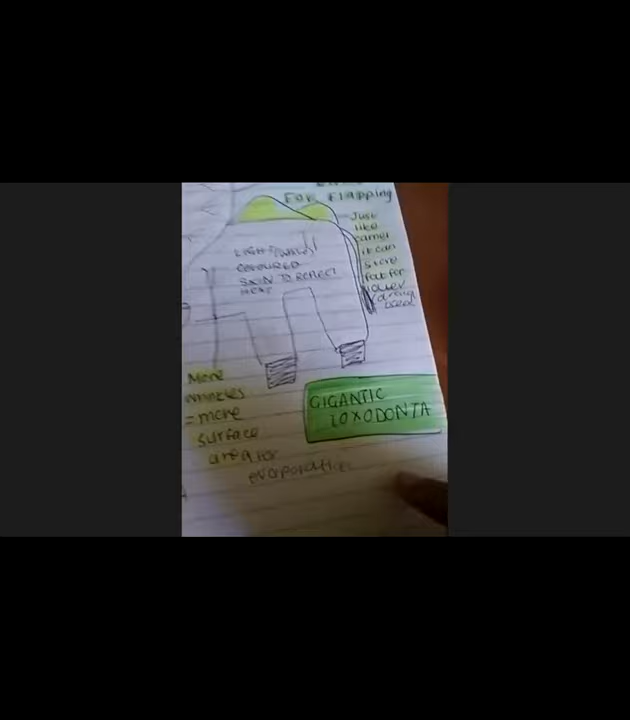 For Flapping
Just
like
camel
it can
store
fat for
LIGHT
COLOURED
SKIN TO REFLECT
HEAT
More
wrinkles
= more
surface
area for
evaporation
GIGANTIC
LOXODONTA